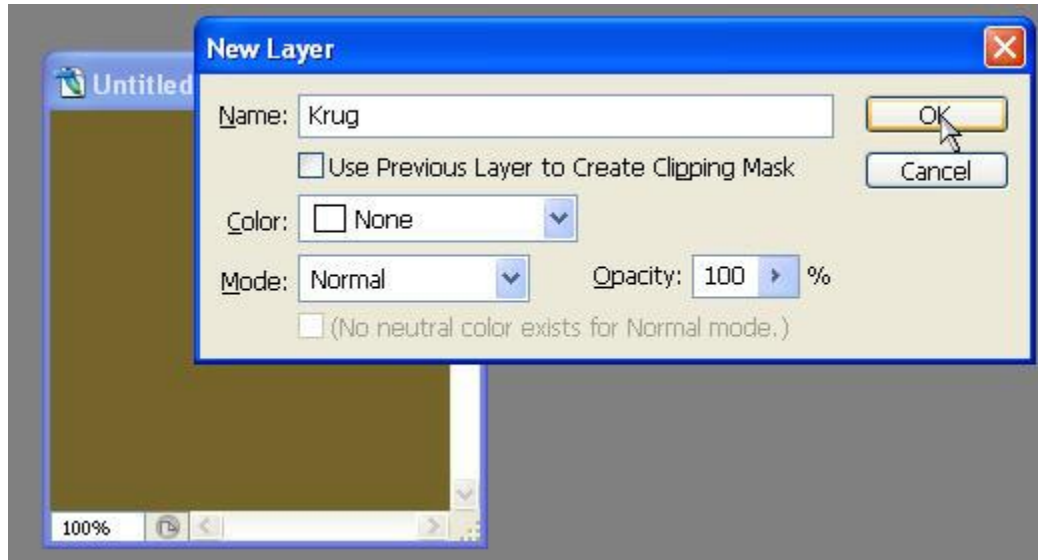 New Layer
Untitled
Name: Krug
OK
Use Previous Layer to Create Clipping Mask
Cancel
Color: None
Mode: Normal Opacity: 100 %
(No neutral color exists for Normal mode.)
100%